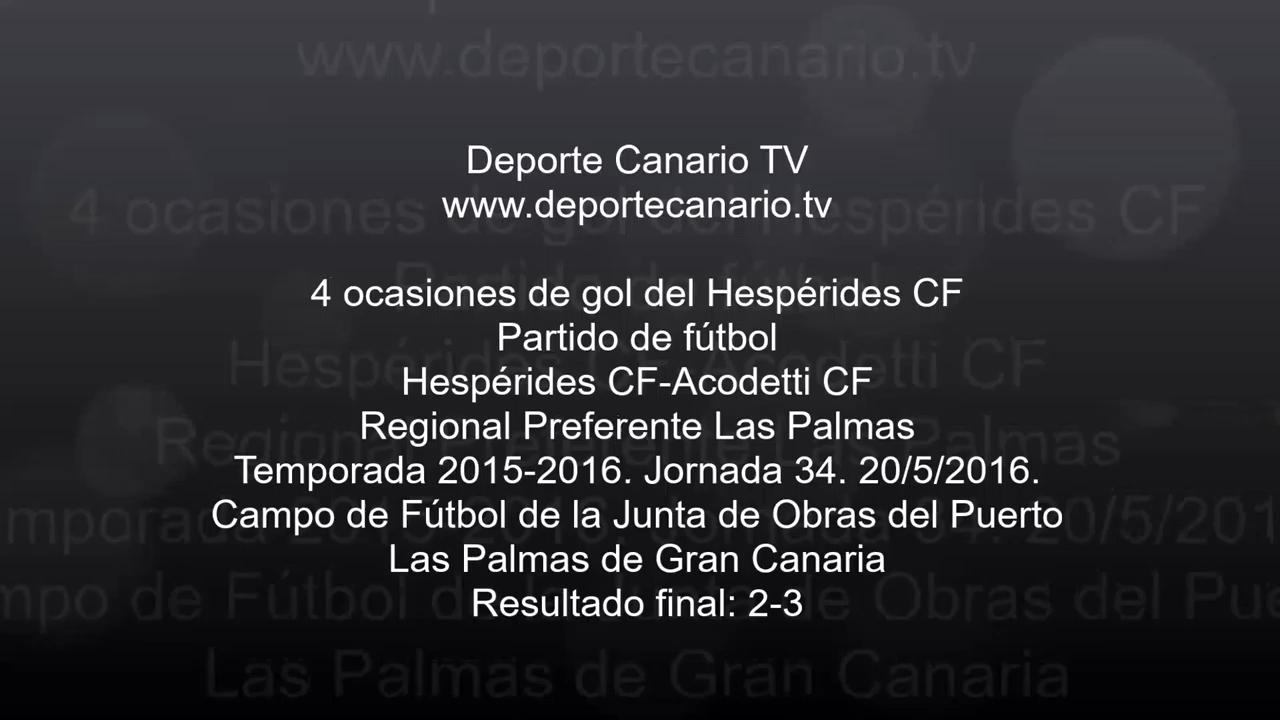 Deporte Canario TV
www.deportecanario.tv
4 ocasiones de gol del Hespérides CF
Partido de fútbol
Hespérides CF-Acodetti CF
Regional Preferente Las Palmas
Temporada 2015-2016. Jornada 34. 20/5/2016.
Campo de Fútbol de la Junta de Obras del Puerto
Las Palmas de Gran Canaria
Resultado final: 2-3